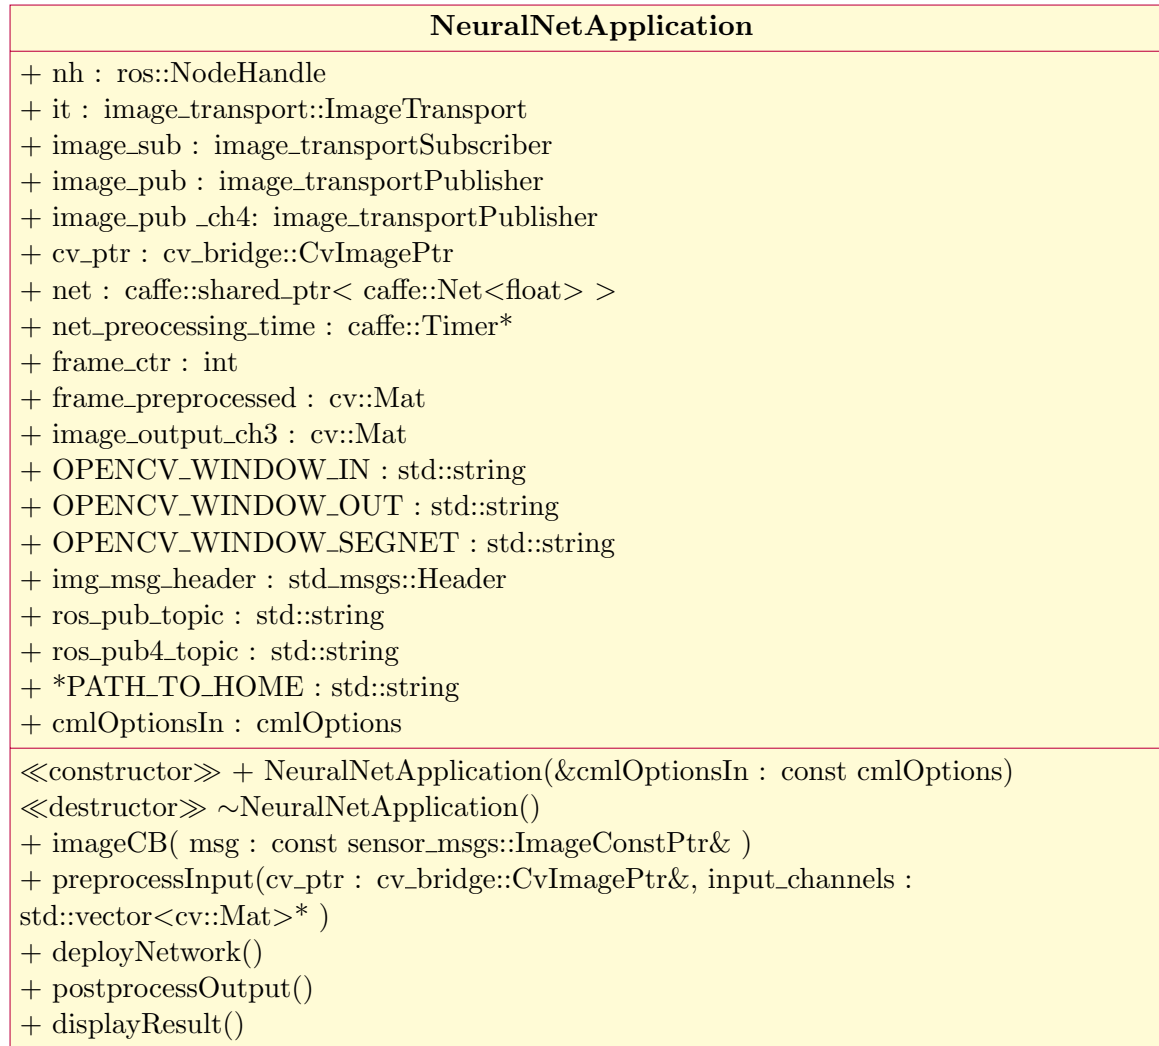 NeuralNetApplication
+ nh : ros::NodeHandle
+ it : image_transport::ImageTransport
+ image_sub : image_transportSubscriber
+ image_pub : image_transportPublisher
+ image_pub _ch4: image_transportPublisher
+ cv_ptr : cv_bridge::CvImagePtr
+ net : caffe::shared_ptr< caffe::Net<float> >
+ net_preocessing_time : caffe::Timer*
+ frame_ctr : int
+ frame_preprocessed : cv::Mat
+ image_output_ch3 : cv::Mat
+ OPENCV_WINDOW_IN : std::string
+ OPENCV_WINDOW_OUT : std::string
+ OPENCV_WINDOW_SEGNET : std::string
+ img_msg_header : std_msgs::Header
+ ros_pub_topic : std::string
+ ros_pub4_topic : std::string
+ *PATH_TO_HOME : std::string
+ cmlOptionsIn : cmlOptions
≪constructor≫ + NeuralNetApplication(&cmlOptionsIn : const cmlOptions)
≪destructor≫ ∼NeuralNetApplication()
+ imageCB( msg : const sensor_msgs::ImageConstPtr& )
+ preprocessInput(cv_ptr : cv_bridge::CvImagePtr&, input_channels :
std::vector<cv::Mat>* )
+ deployNetwork()
+ postprocessOutput()
+ displayResult()